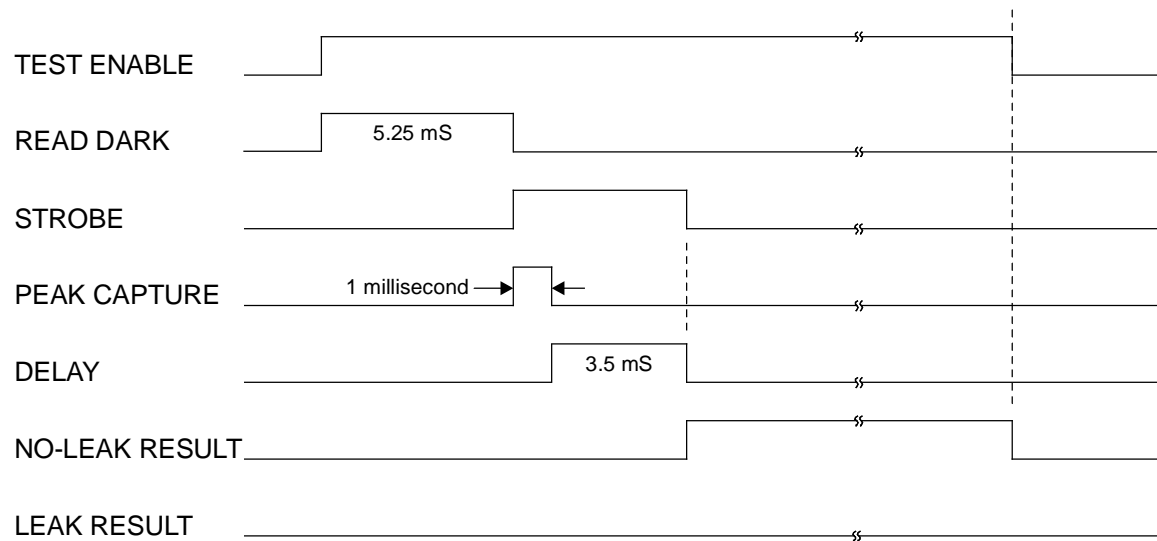 TEST ENABLE
READ DARK
5.25 mS
STROBE
PEAK CAPTURE
1 millisecond
DELAY
3.5 mS
NO-LEAK RESULT
LEAK RESULT